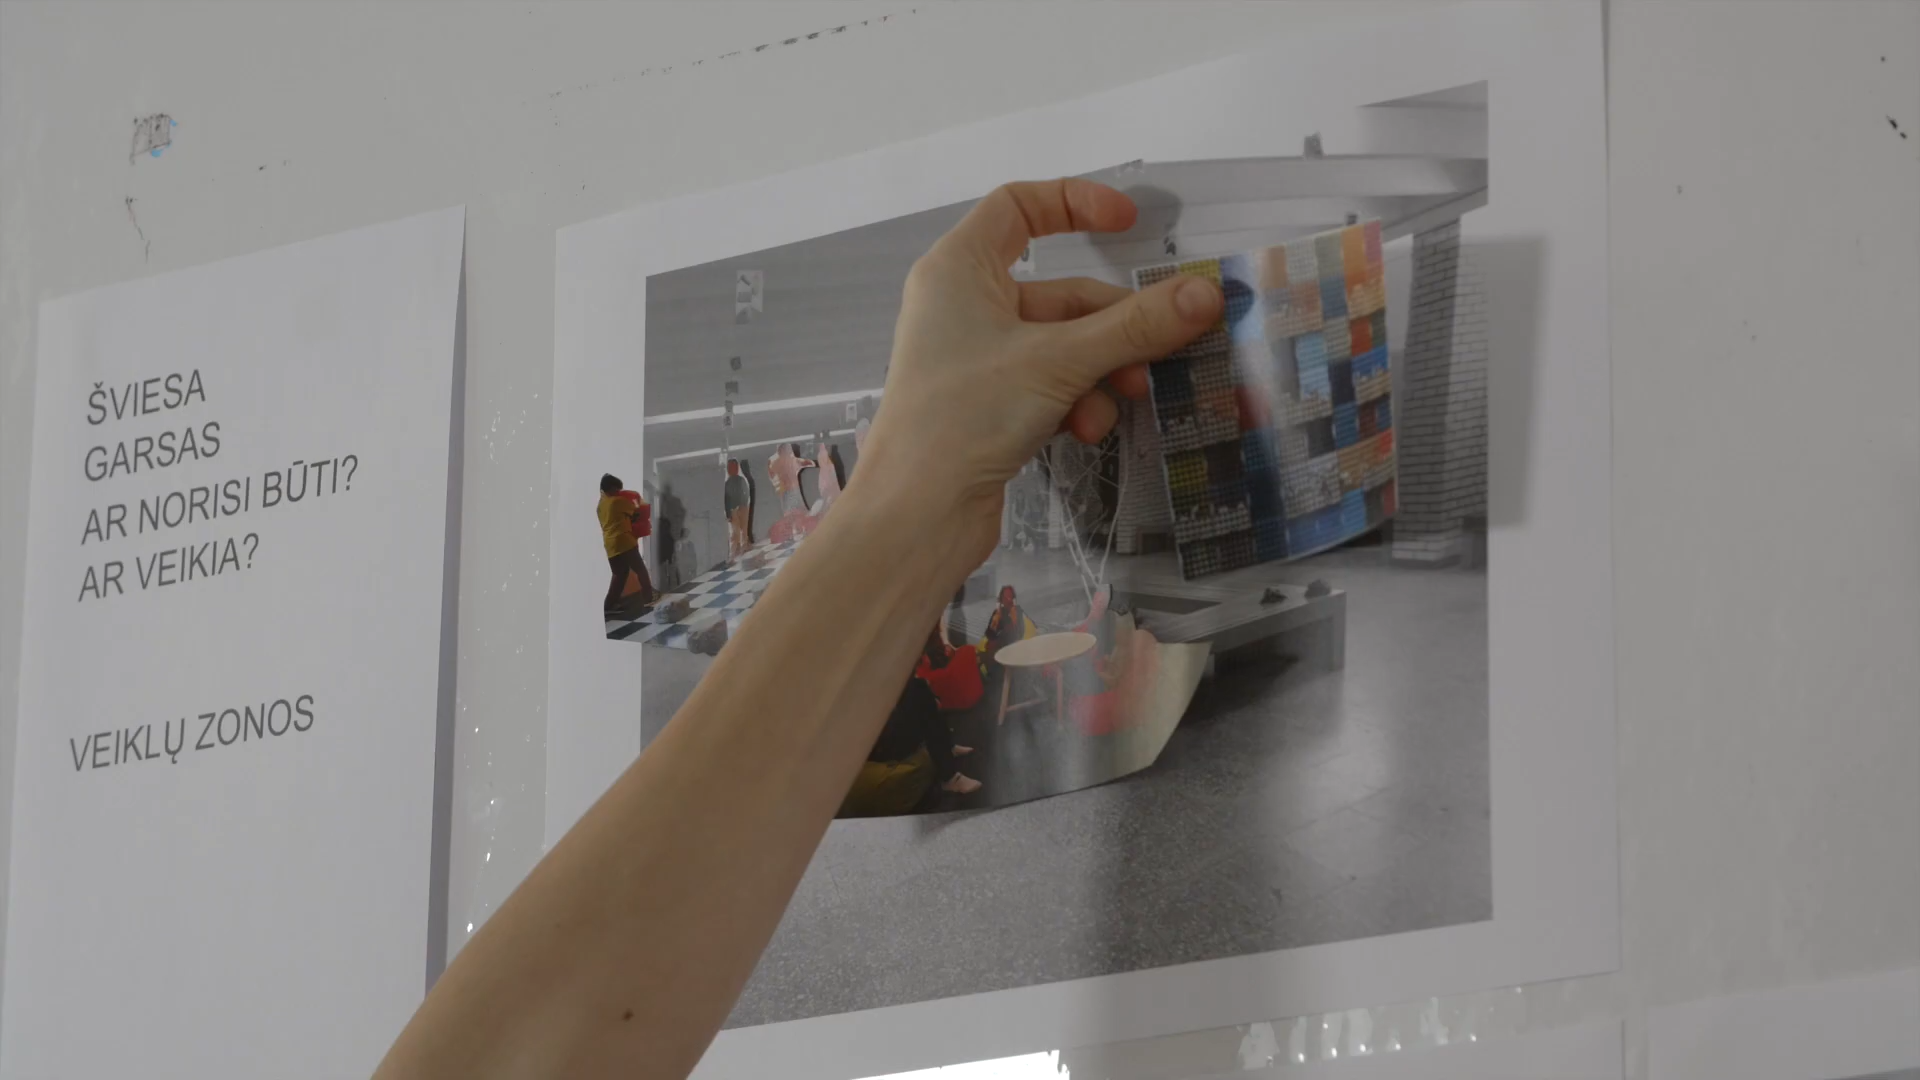 ŠVIESA
GARSAS
AR NORISI BŪTI?
AR VEIKIA?
VEIKLŲ ZONOS